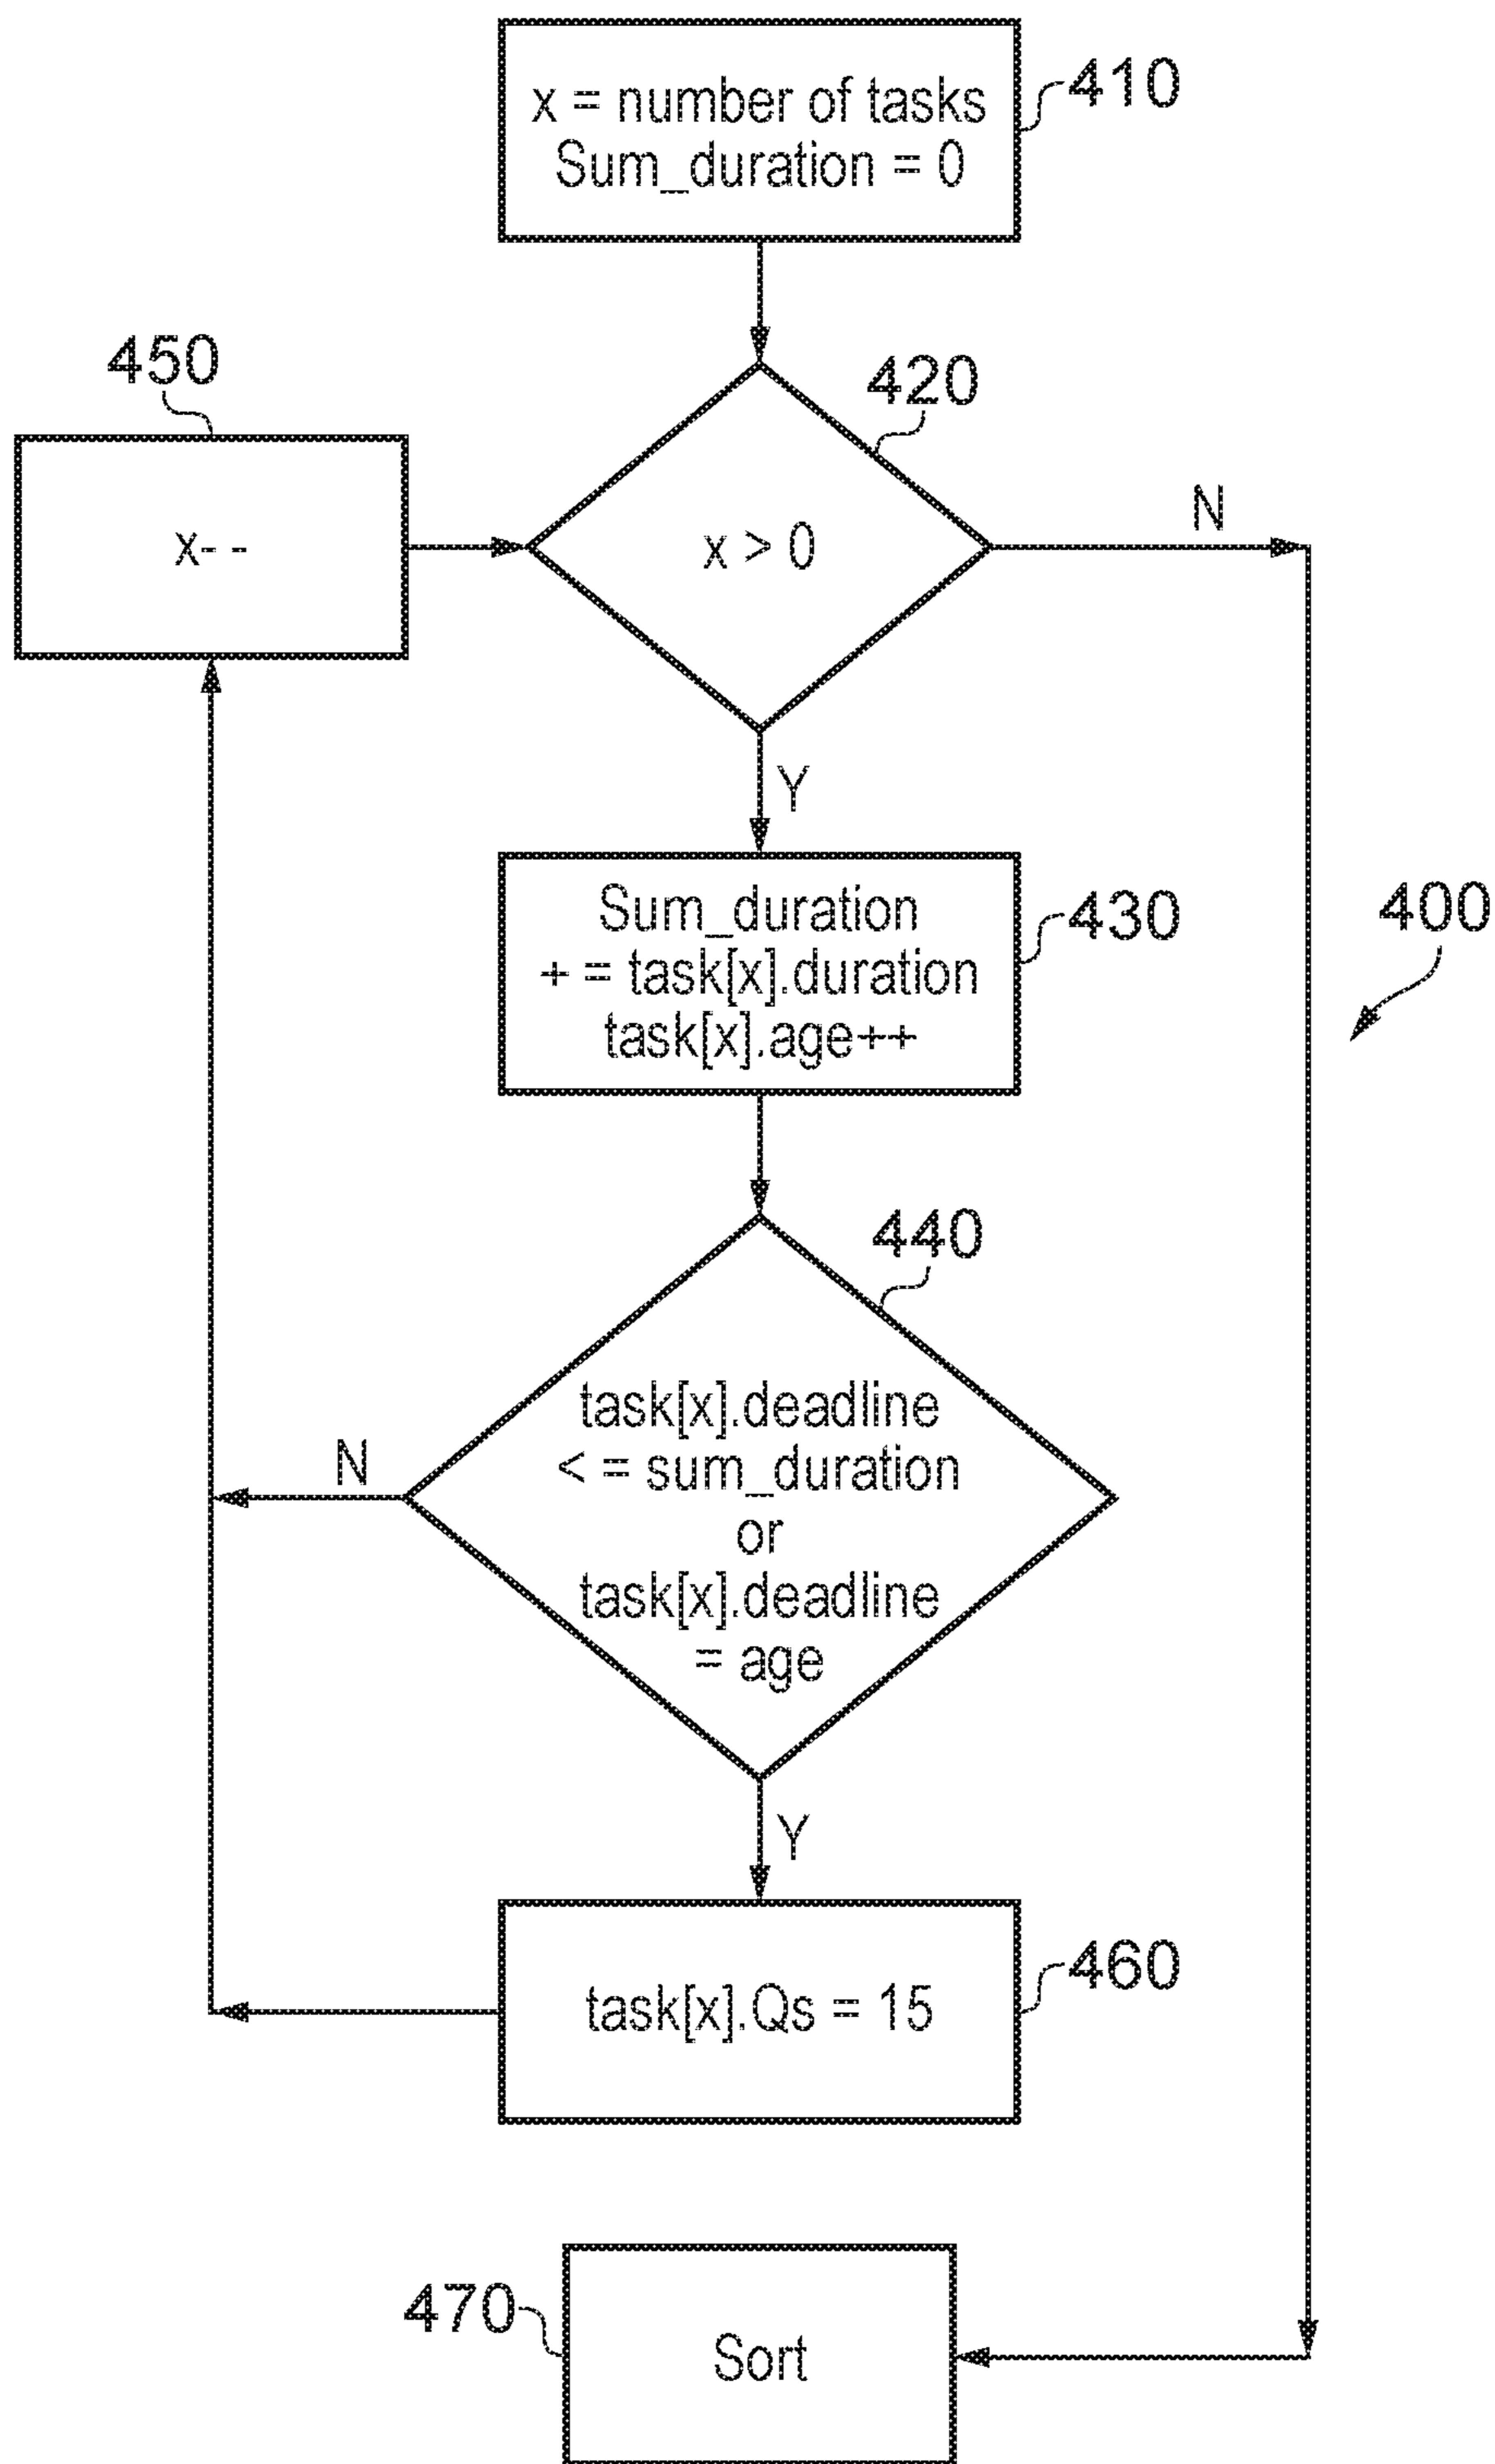 x = number of tasks
Sum_duration = 0
410
450
420
x- -
x > 0
N
Y
Sum_duration
+ = task[x].duration
task[x].age++
430
400
440
task[x].deadline
< = sum_duration
or
task[x].deadline
= age
N
Y
task[x].Qs = 15
460
470
Sort